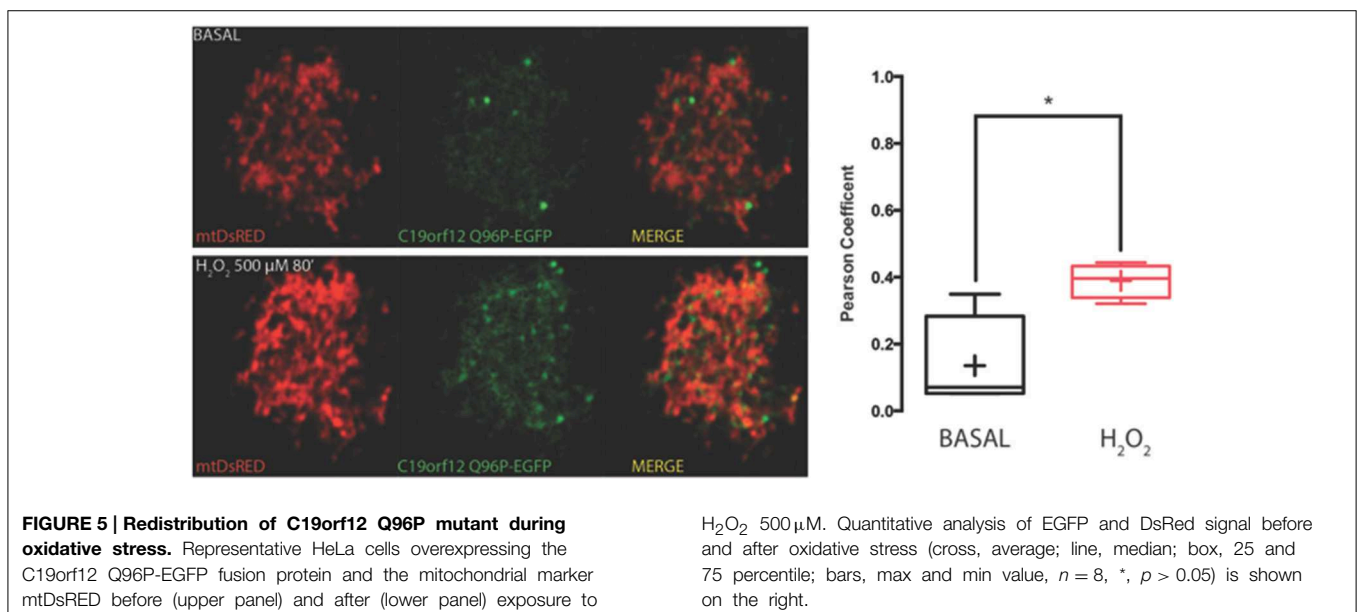 BASAL
mtDsRED C19orf12 Q96P-EGFP MERGE
H₂O₂ 500 µM 80'
mtDsRED C19orf12 Q96P-EGFP MERGE
Pearson Coefficent
1.0
0.8
0.6
0.4
0.2
0.0
*
BASAL H₂O₂
FIGURE 5 | Redistribution of C19orf12 Q96P mutant during
oxidative stress. Representative HeLa cells overexpressing the
C19orf12 Q96P-EGFP fusion protein and the mitochondrial marker
mtDsRED before (upper panel) and after (lower panel) exposure to
H₂O₂ 500 µM. Quantitative analysis of EGFP and DsRed signal before
and after oxidative stress (cross, average; line, median; box, 25 and
75 percentile; bars, max and min value, n = 8, *, p > 0.05) is shown
on the right.